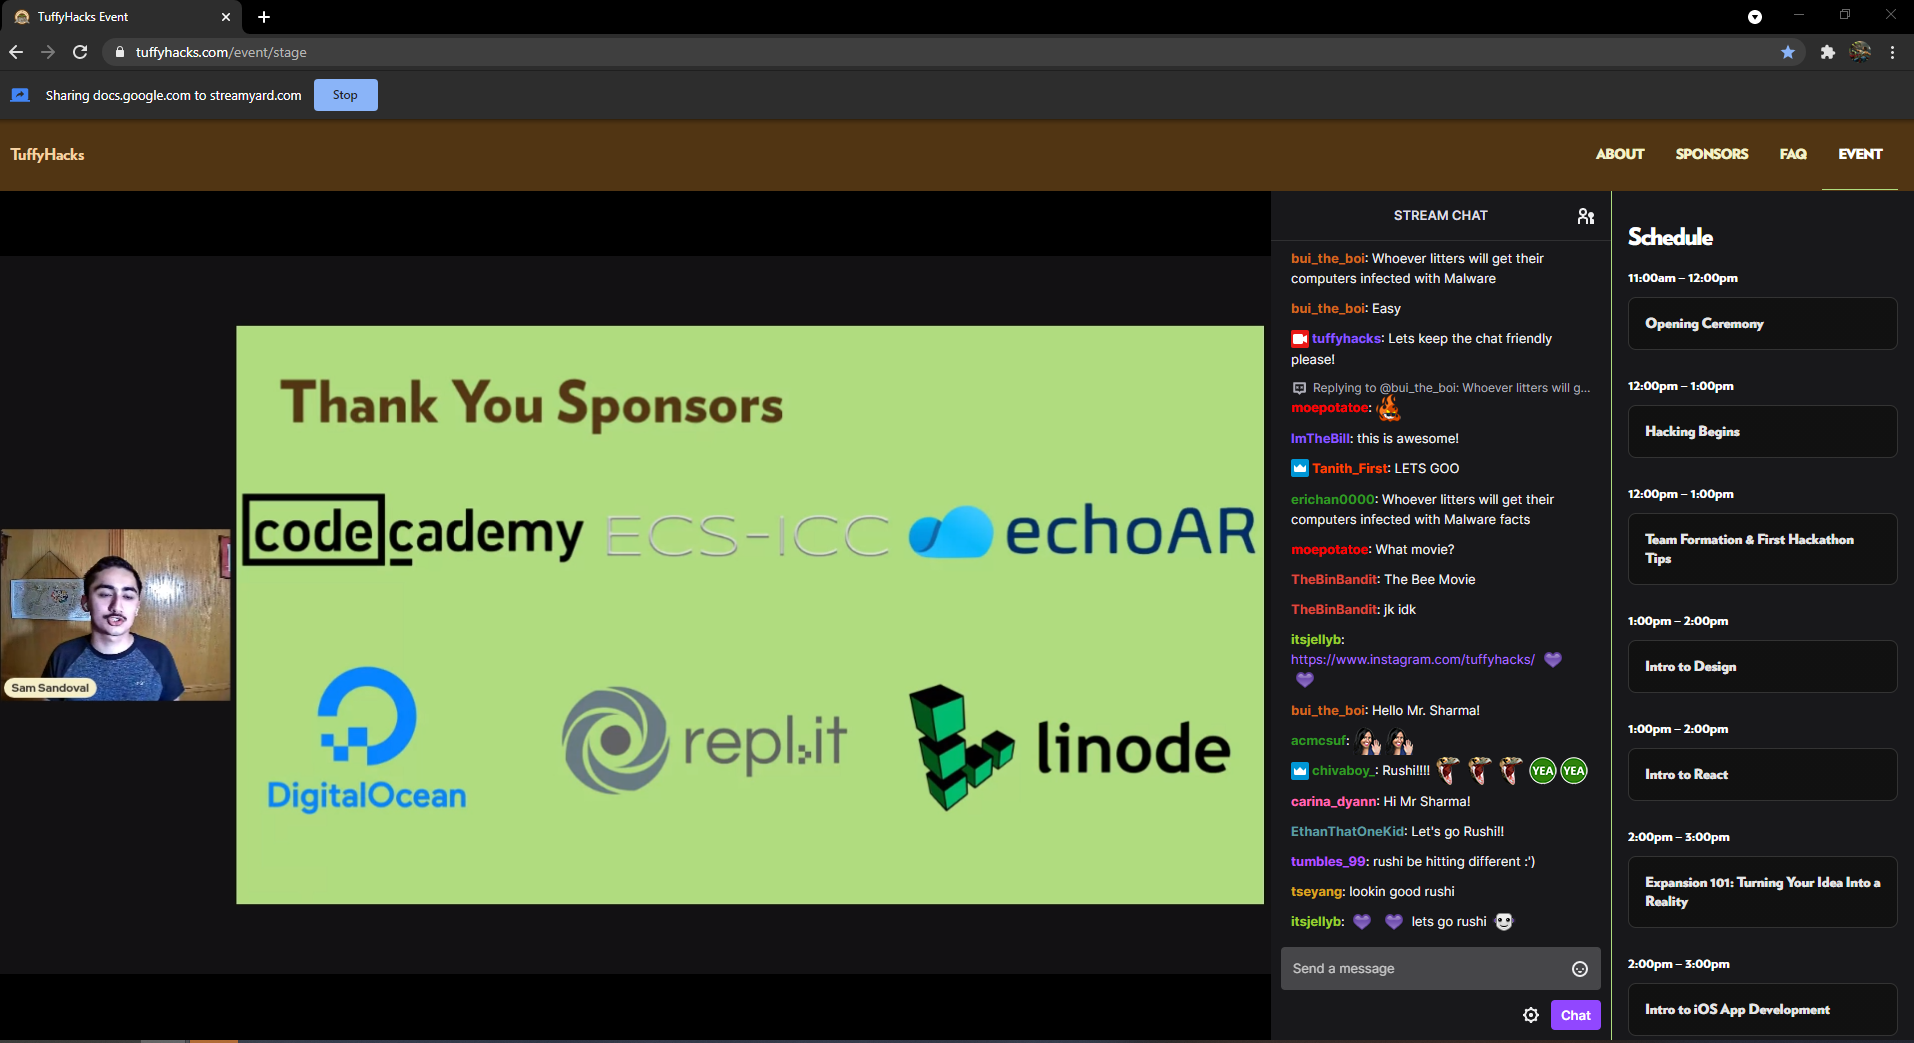 TuffyHacks Event
tuffyhacks.com/event/stage
Sharing docs.google.com to streamyard.com
Stop
TuffyHacks
ABOUT
SPONSORS
FAQ
EVENT
Thank You Sponsors
codecademy
ECS-ICC
echoAR
DigitalOcean
repl.it
linode
Sam Sandoval
STREAM CHAT
bui_the_boi: Whoever litters will get their
computers infected with Malware
bui_the_boi: Easy
tuffyhacks: Lets keep the chat friendly
please!
Replying to @bui_the_boi: Whoever litters will g...
moepotatoe:
ImTheBill: this is awesome!
Tanith_First: LETS GOO
erichan0000: Whoever litters will get their
computers infected with Malware facts
moepotatoe: What movie?
TheBinBandit: The Bee Movie
TheBinBandit: jk idk
itsjellyb:
https://www.instagram.com/tuffyhacks/
bui_the_boi: Hello Mr. Sharma!
acmcsuf:
chivaboy_: Rushi!!!! YEA YEA
carina_dyann: Hi Mr Sharma!
EthanThatOneKid: Let's go Rushi!!
tumbles_99: rushi be hitting different :')
tseyang: lookin good rushi
itsjellyb: lets go rushi
Send a message
Chat
Schedule
11:00am – 12:00pm
Opening Ceremony
12:00pm – 1:00pm
Hacking Begins
12:00pm – 1:00pm
Team Formation & First Hackathon
Tips
1:00pm – 2:00pm
Intro to Design
1:00pm – 2:00pm
Intro to React
2:00pm – 3:00pm
Expansion 101: Turning Your Idea Into a
Reality
2:00pm – 3:00pm
Intro to iOS App Development